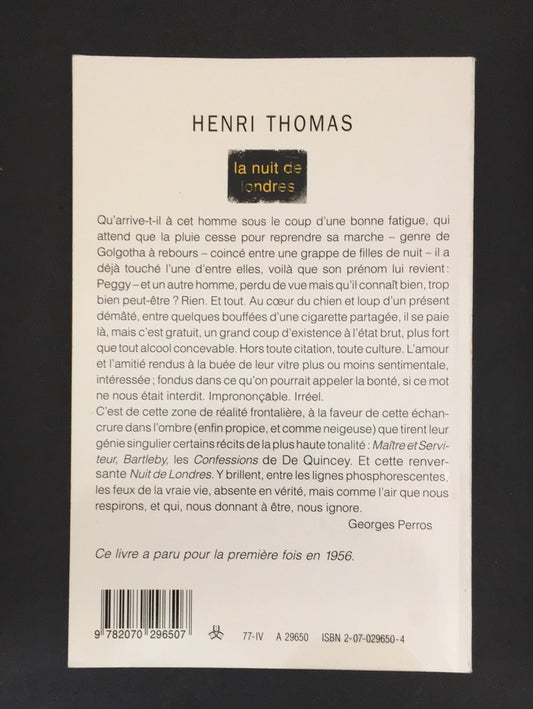 HENRI THOMAS
la nuit de
londres
Qu'arrive-t-il à cet homme sous le coup d'une bonne fatigue, qui
attend que la pluie cesse pour reprendre sa marche – genre de
Golgotha à rebours – coincé entre une grappe de filles de nuit – il a
déjà touché l'une d'entre elles, voilà que son prénom lui revient :
Peggy – et un autre homme, perdu de vue mais qu'il connaît bien, trop
bien peut-être ? Rien. Et tout. Au cœur du chien et loup d'un présent
démâté, entre quelques bouffées d'une cigarette partagée, il se paie
là, mais c'est gratuit, un grand coup d'existence à l'état brut, plus fort
que tout alcool concevable. Hors toute citation, toute culture. L'amour
et l'amitié rendus à la buée de leur vitre plus ou moins sentimentale,
intéressée ; fondus dans ce qu'on pourrait appeler la bonté, si ce mot
ne nous était interdit. Imprononçable. Irréel.
C'est de cette zone de réalité frontalière, à la faveur de cette échan-
crure dans l'ombre (enfin propice, et comme neigeuse) que tirent leur
génie singulier certains récits de la plus haute tonalité : Maître et Servi-
teur, Bartleby, les Confessions de De Quincey. Et cette renver-
sante Nuit de Londres. Y brillent, entre les lignes phosphorescentes,
les feux de la vraie vie, absente en vérité, mais comme l'air que nous
respirons, et qui, nous donnant à être, nous ignore.
Georges Perros
Ce livre a paru pour la première fois en 1956.
9 782070 296507
77-IV A 29650 ISBN 2-07-029650-4